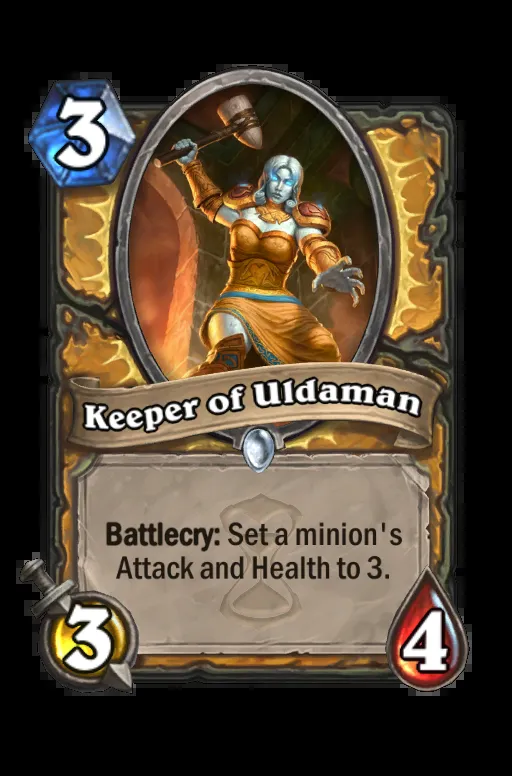 3
Keeper of Uldaman
Battlecry: Set a minion's
Attack and Health to 3.
3
4